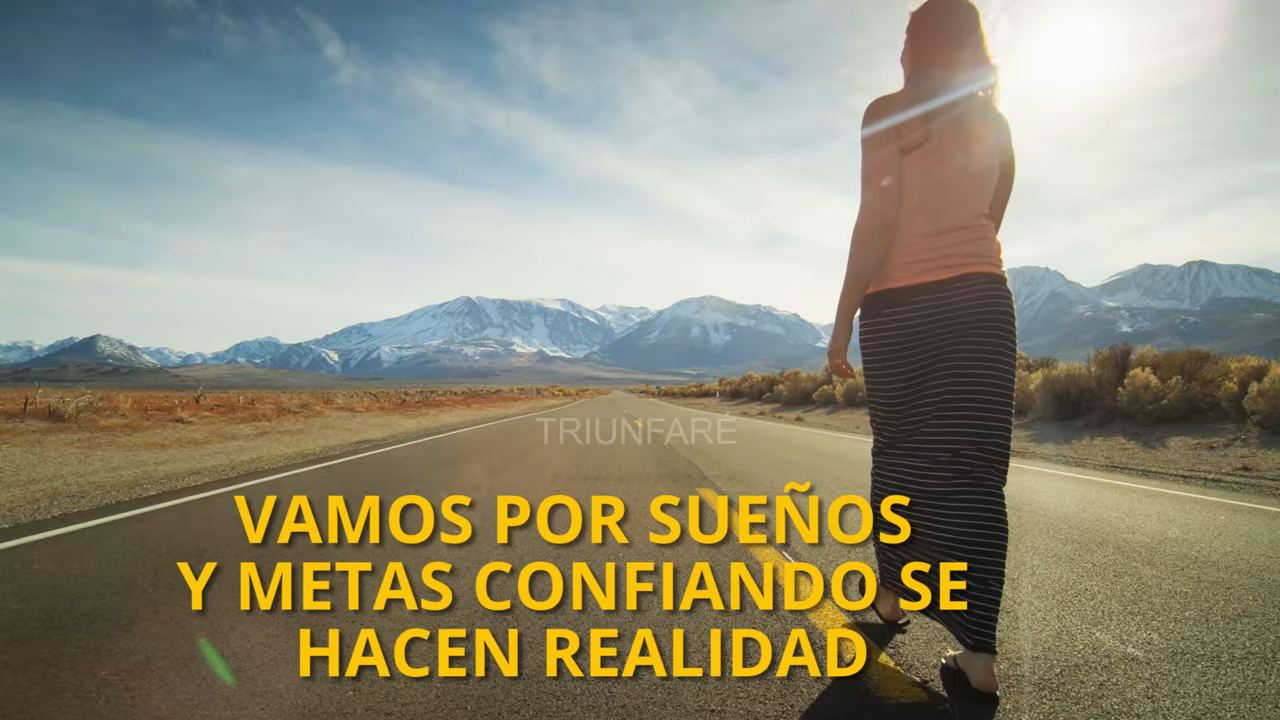 TRIUNFARE
VAMOS POR SUEÑOS
Y METAS CONFIANDO SE
HACEN REALIDAD